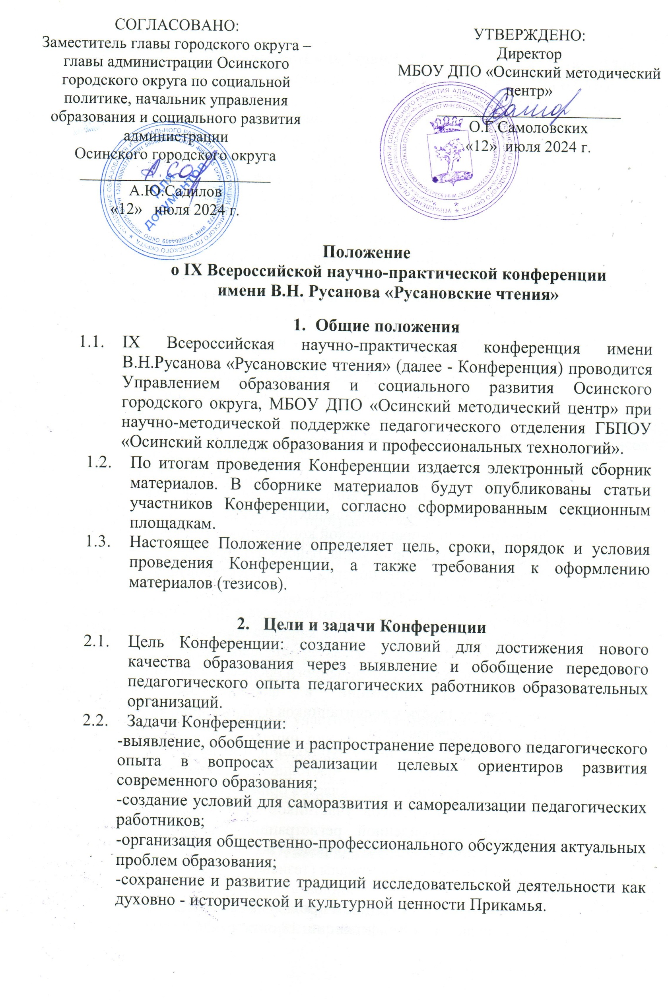 СОГЛАСОВАНО:
Заместитель главы городского округа –
главы администрации Осинского
городского округа по социальной
политике, начальник управления
образования и социального развития
администрации
Осинского городского округа
А.Ю.Садилов
«12» июля 2024 г.
Для
документов
УТВЕРЖДЕНО:
Директор
МБОУ ДПО «Осинский методический
центр»
О.Г.Самоловских
«12» июля 2024 г.
Положение
о IX Всероссийской научно-практической конференции
имени В.Н. Русанова «Русановские чтения»
1. Общие положения
1.1. IX Всероссийская научно-практическая конференция имени
В.Н.Русанова «Русановские чтения» (далее - Конференция) проводится
Управлением образования и социального развития Осинского
городского округа, МБОУ ДПО «Осинский методический центр» при
научно-методической поддержке педагогического отделения ГБПОУ
«Осинский колледж образования и профессиональных технологий».
1.2. По итогам проведения Конференции издается электронный сборник
материалов. В сборнике материалов будут опубликованы статьи
участников Конференции, согласно сформированным секционным
площадкам.
1.3. Настоящее Положение определяет цель, сроки, порядок и условия
проведения Конференции, а также требования к оформлению
материалов (тезисов).
2. Цели и задачи Конференции
2.1. Цель Конференции: создание условий для достижения нового
качества образования через выявление и обобщение передового
педагогического опыта педагогических работников образовательных
организаций.
2.2. Задачи Конференции:
-выявление, обобщение и распространение передового педагогического
опыта в вопросах реализации целевых ориентиров развития
современного образования;
-создание условий для саморазвития и самореализации педагогических
работников;
-организация общественно-профессионального обсуждения актуальных
проблем образования;
-сохранение и развитие традиций исследовательской деятельности как
духовно - исторической и культурной ценности Прикамья.